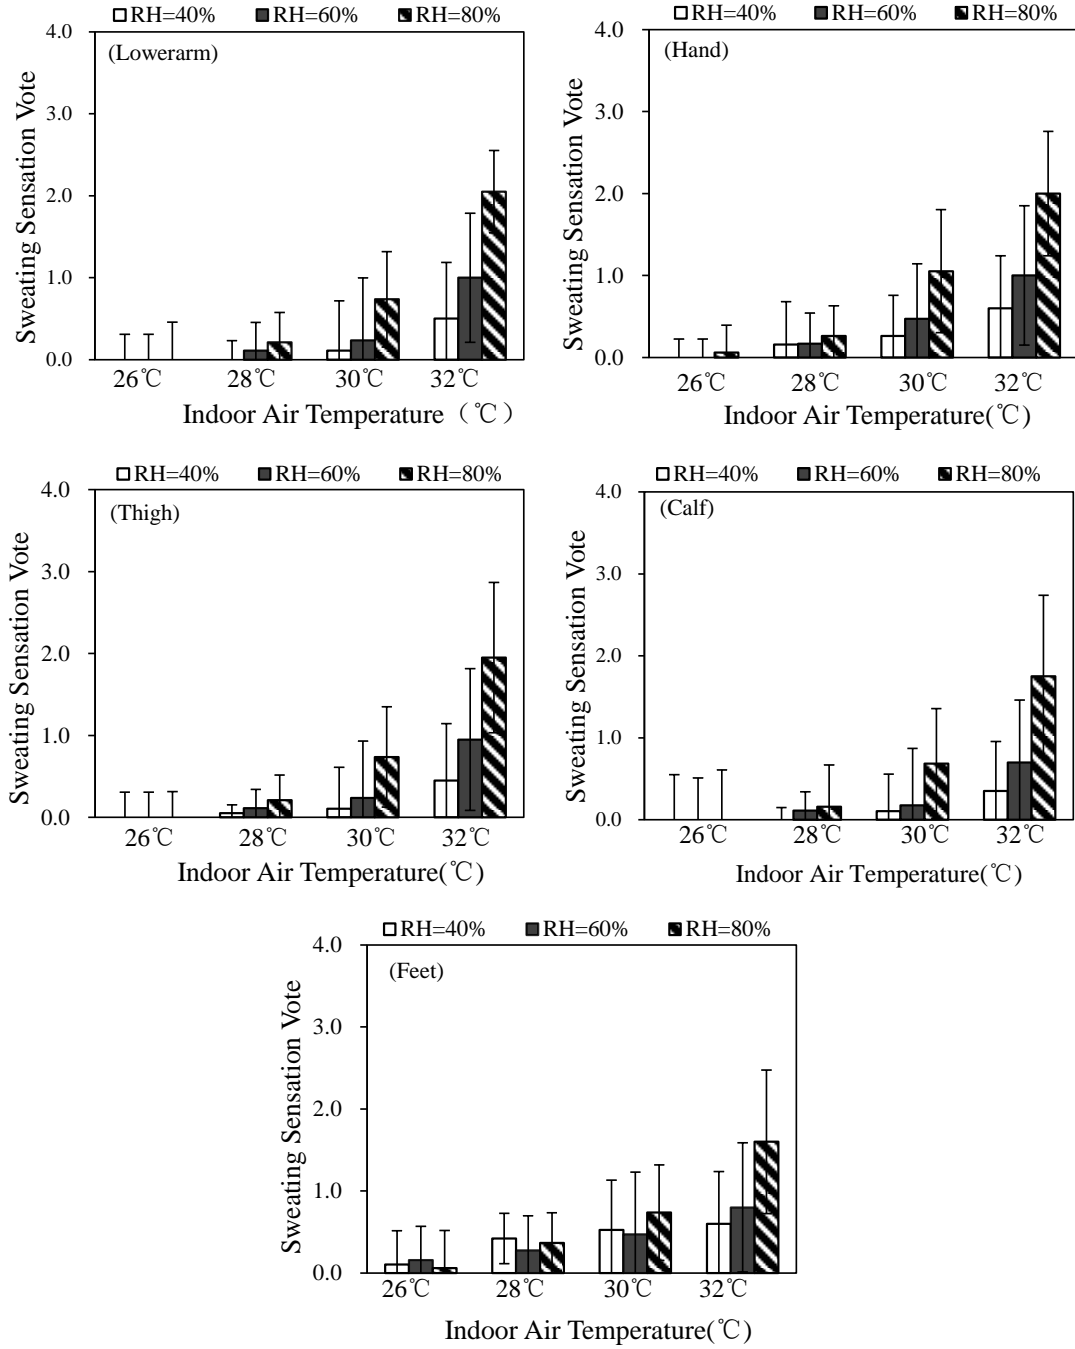 RH=40% RH=60% RH=80%
(Lowerarm)
Sweating Sensation Vote
4.0
3.0
2.0
1.0
0.0
26℃ 28℃ 30℃ 32℃
Indoor Air Temperature（℃）
RH=40% RH=60% RH=80%
(Hand)
Sweating Sensation Vote
4.0
3.0
2.0
1.0
0.0
26℃ 28℃ 30℃ 32℃
Indoor Air Temperature(℃)
RH=40% RH=60% RH=80%
(Thigh)
Sweating Sensation Vote
4.0
3.0
2.0
1.0
0.0
26℃ 28℃ 30℃ 32℃
Indoor Air Temperature(℃)
RH=40% RH=60% RH=80%
(Calf)
Sweating Sensation Vote
4.0
3.0
2.0
1.0
0.0
26℃ 28℃ 30℃ 32℃
Indoor Air Temperature(℃)
RH=40% RH=60% RH=80%
(Feet)
Sweating Sensation Vote
4.0
3.0
2.0
1.0
0.0
26℃ 28℃ 30℃ 32℃
Indoor Air Temperature(℃)